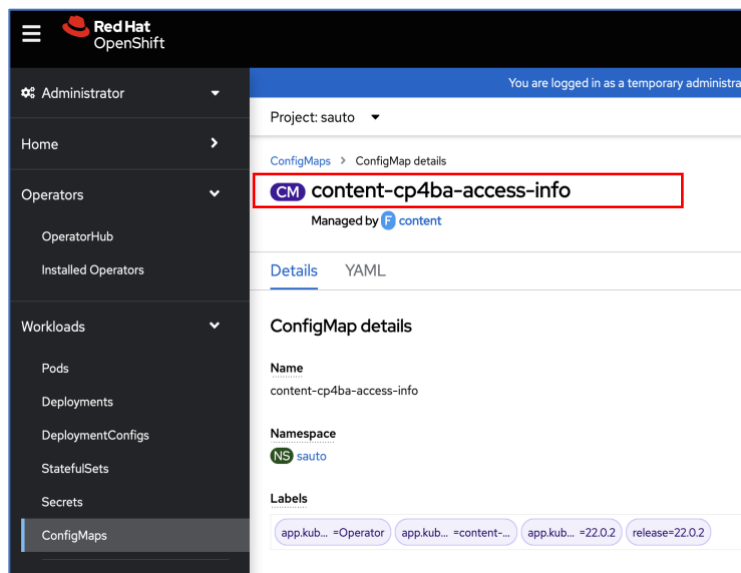 Red Hat
OpenShift
Administrator
You are logged in as a temporary administra
Project: sauto
Home
ConfigMaps > ConfigMap details
CM content-cp4ba-access-info
Operators
Managed by F content
OperatorHub
Installed Operators
Details YAML
Workloads
ConfigMap details
Pods
Name
content-cp4ba-access-info
Deployments
DeploymentConfigs
Namespace
NS sauto
StatefulSets
Secrets
Labels
ConfigMaps
app.kub... =Operator app.kub... =content-... app.kub... =22.0.2 release=22.0.2